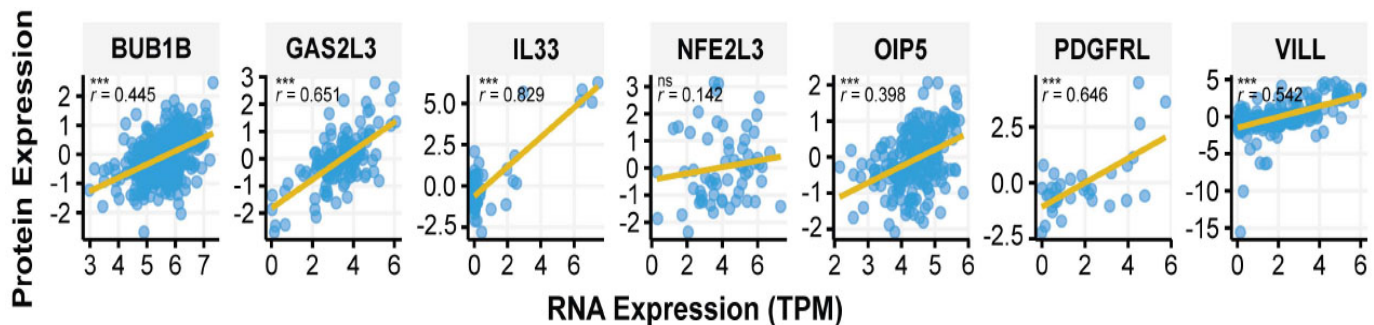 Protein Expression
BUB1B
***
r = 0.445
2
1
0
-1
-2
3 4 5 6 7
GAS2L3
***
r = 0.651
3
2
1
0
-1
-2
0 2 4 6
IL33
***
r = 0.829
5.0
2.5
0.0
-2.5
0 2 4 6
NFE2L3
ns
r = 0.142
3
2
1
0
-1
-2
0 2 4 6
OIP5
***
r = 0.398
2
1
0
-1
-2
2 3 4 5 6
PDGFRL
***
r = 0.646
2.5
0.0
-2.5
0 2 4 6
VILL
***
r = 0.542
5
0
-5
-10
-15
0 2 4 6
RNA Expression (TPM)